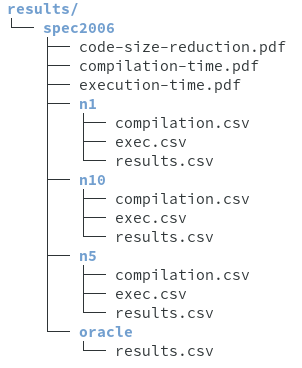 results/
spec2006
code-size-reduction.pdf
compilation-time.pdf
execution-time.pdf
n1
compilation.csv
exec.csv
results.csv
n10
compilation.csv
exec.csv
results.csv
n5
compilation.csv
exec.csv
results.csv
oracle
results.csv